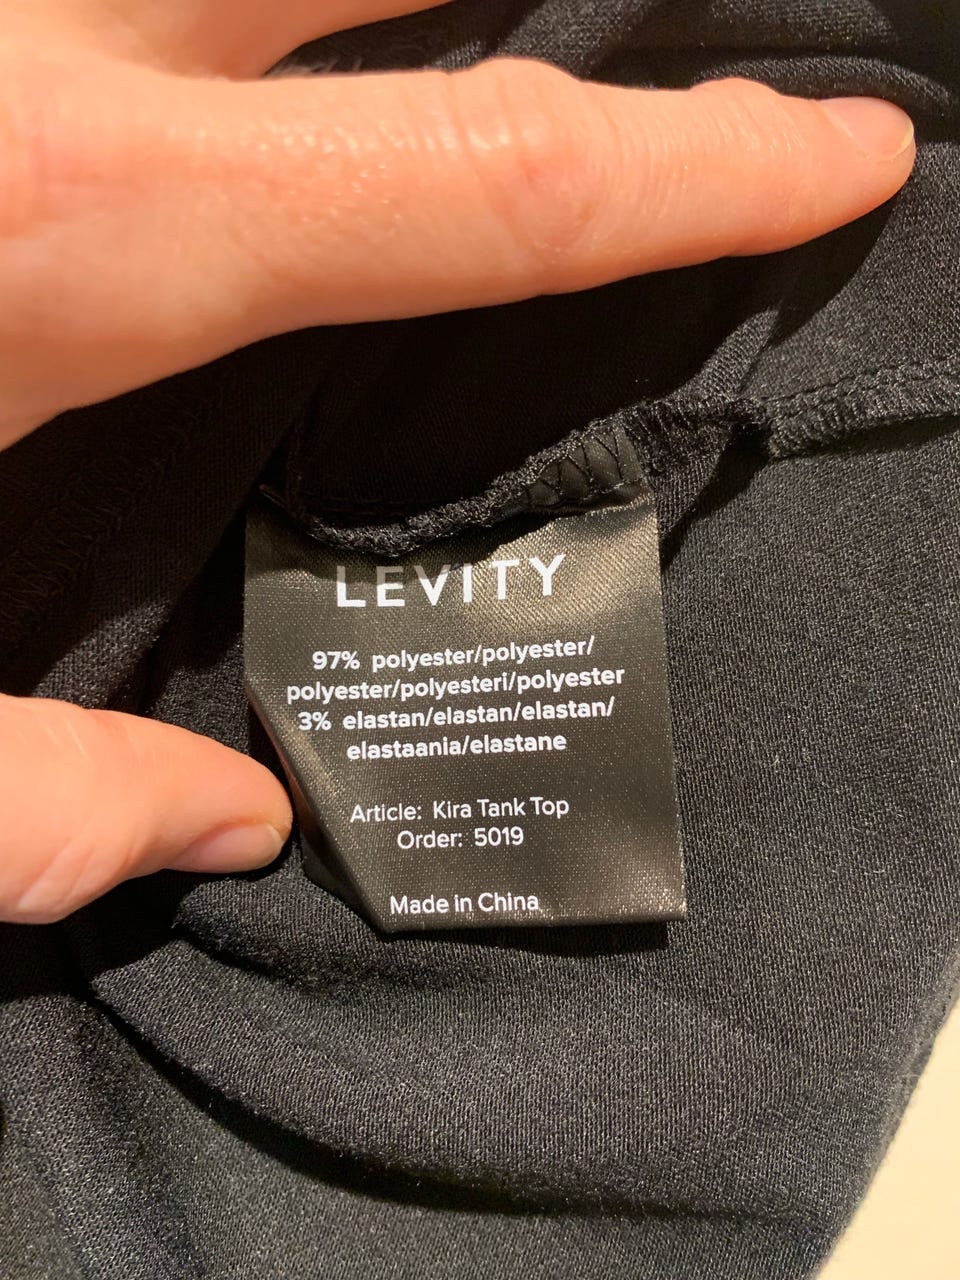 LEVITY
97% polyester/polyester/
polyester/polyesteri/polyester
3% elastan/elastan/elastan/
elastaania/elastane
Article: Kira Tank Top
Order: 5019
Made in China